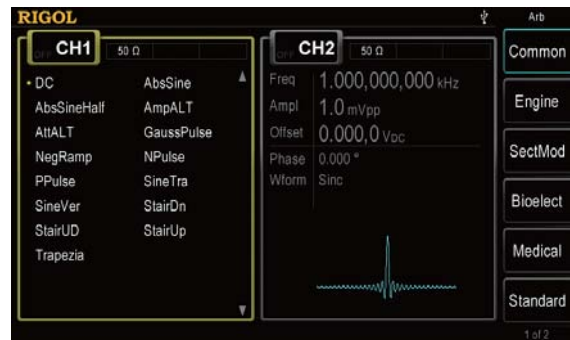 RIGOL
Arb
OFF CH1 50 Ω
DC AbsSine
AbsSineHalf AmpALT
AttALT GaussPulse
NegRamp NPulse
PPulse SineTra
SineVer StairDn
StairUD StairUp
Trapezia
OFF CH2 50 Ω
Freq 1.000,000,000 kHz
Ampl 1.0 mVpp
Offset 0.000,0 VDC
Phase 0.000 °
Wform Sinc
Common
Engine
SectMod
Bioelect
Medical
Standard
1 of 2